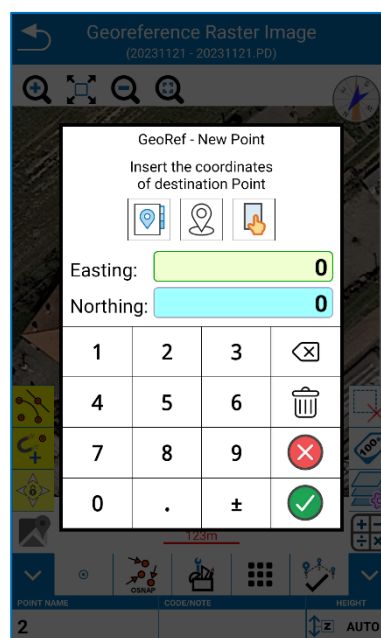 Georeference Raster Image
(20231121 - 20231121.PD)
GeoRef - New Point
Insert the coordinates
of destination Point
Easting: 0
Northing: 0
1 2 3
4 5 6
7 8 9
0 . ±
100
6
123m
OSNAP
POINT NAME CODE/NOTE HEIGHT
2 Z AUTO